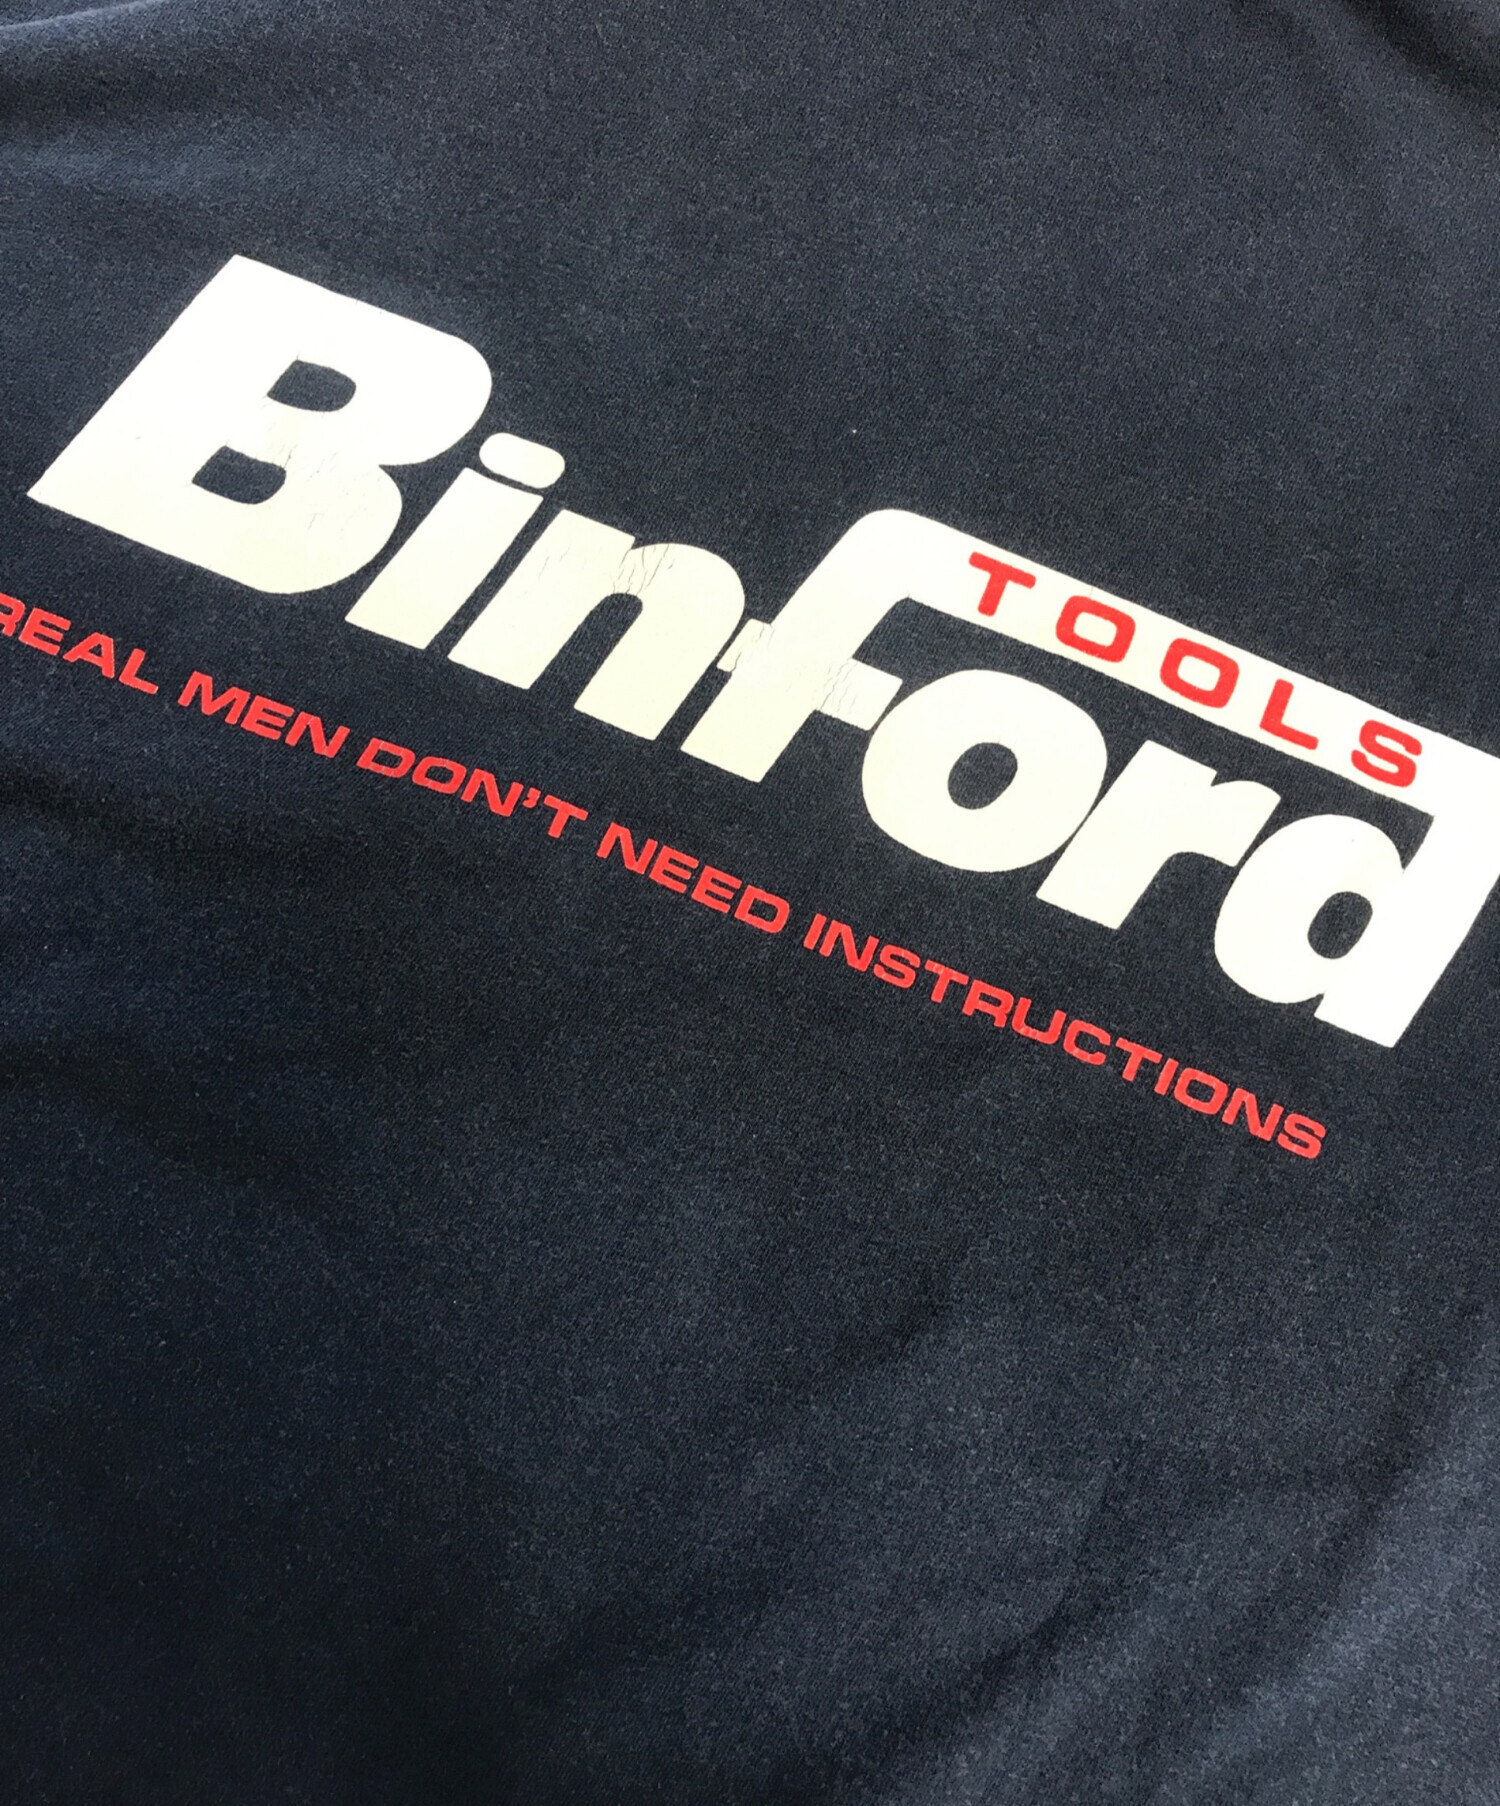 Binford
TOOLS
REAL MEN DON'T NEED INSTRUCTIONS